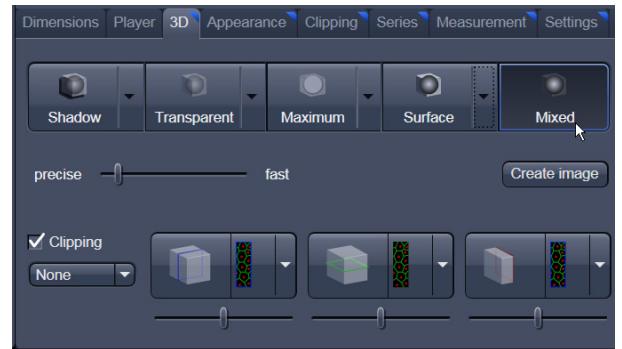 Dimensions Player 3D Appearance Clipping Series Measurement Settings
Shadow Transparent Maximum Surface Mixed
precise fast Create image
Clipping
None